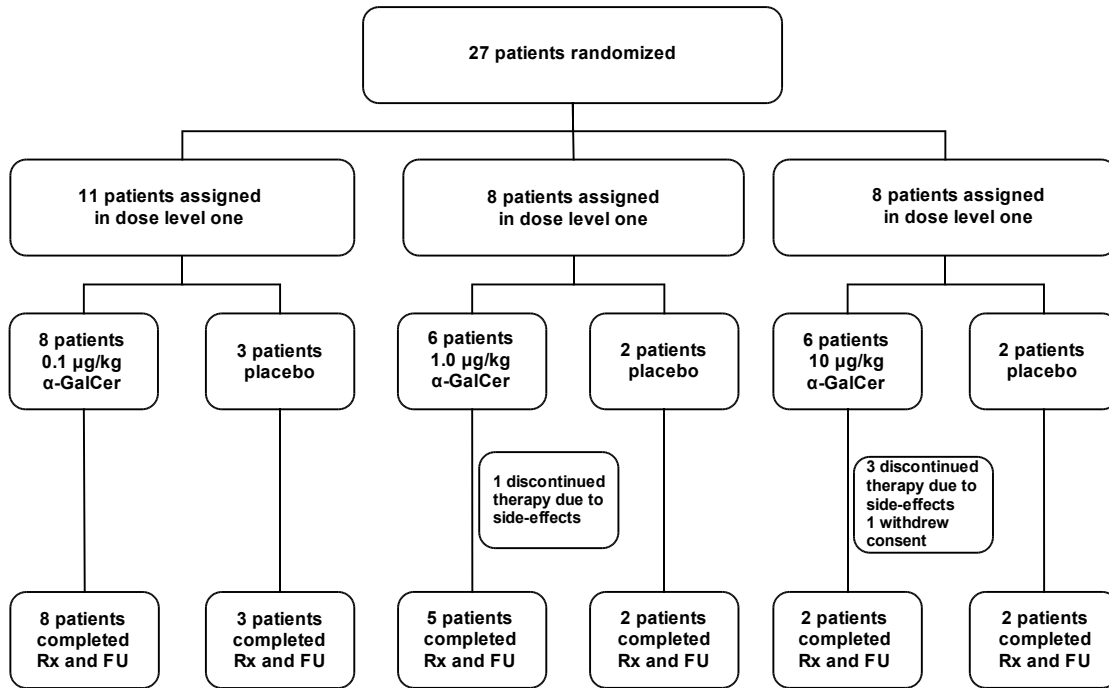 27 patients randomized
11 patients assigned
in dose level one
8 patients assigned
in dose level one
8 patients assigned
in dose level one
8 patients
0.1 µg/kg
α-GalCer
3 patients
placebo
6 patients
1.0 µg/kg
α-GalCer
2 patients
placebo
6 patients
10 µg/kg
α-GalCer
2 patients
placebo
1 discontinued
therapy due to
side-effects
3 discontinued
therapy due to
side-effects
1 withdrew
consent
8 patients
completed
Rx and FU
3 patients
completed
Rx and FU
5 patients
completed
Rx and FU
2 patients
completed
Rx and FU
2 patients
completed
Rx and FU
2 patients
completed
Rx and FU